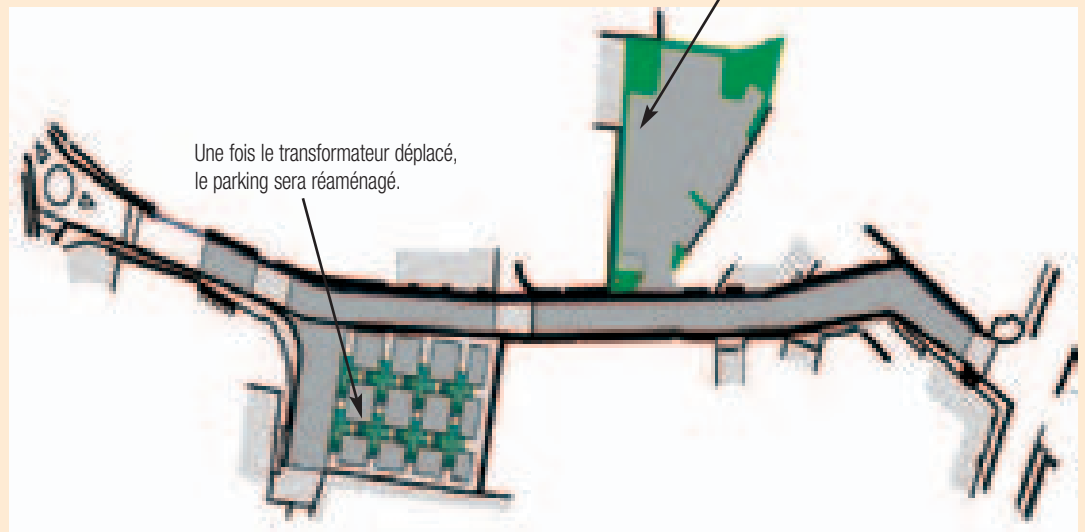 Une fois le transformateur déplacé,
le parking sera réaménagé.